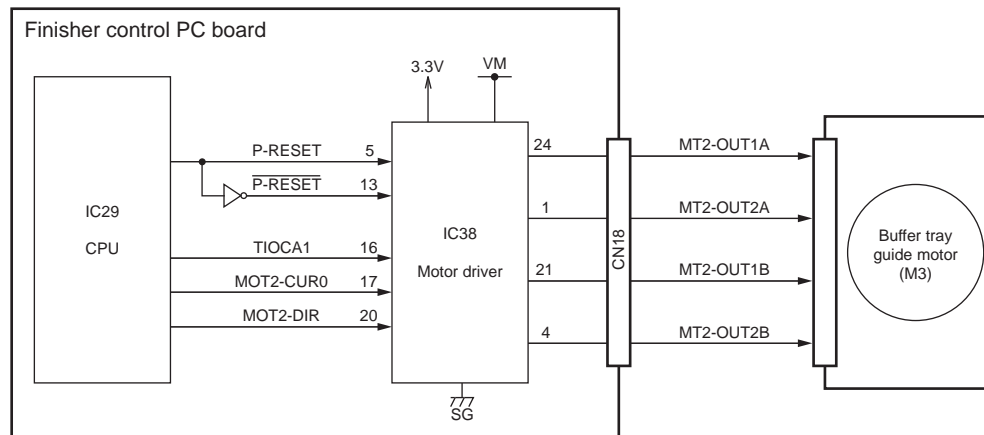 Finisher control PC board
3.3V
VM
P-RESET 5
P-RESET 13
TIOCA1 16
MOT2-CUR0 17
MOT2-DIR 20
IC29
CPU
IC38
Motor driver
SG
24
1
21
4
CN18
MT2-OUT1A
MT2-OUT2A
MT2-OUT1B
MT2-OUT2B
Buffer tray
guide motor
(M3)